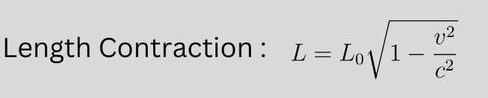 Length Contraction : L = L₀√(1 − v²/c²)